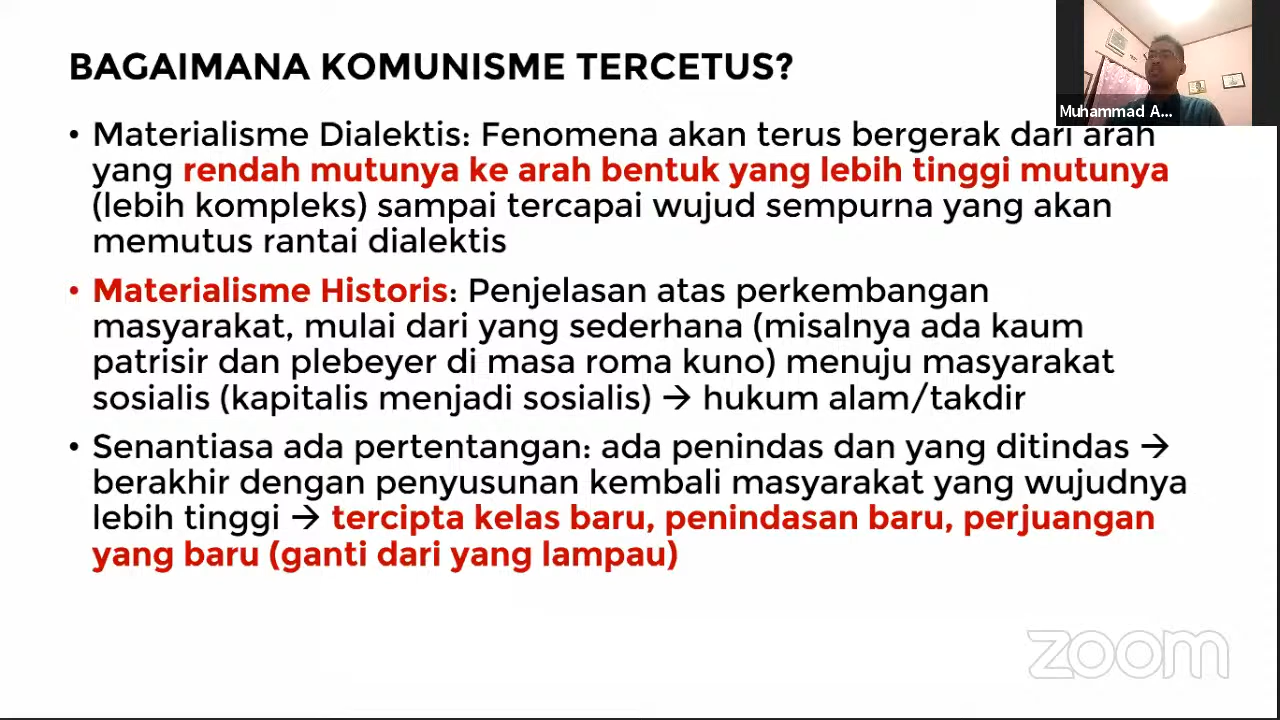 BAGAIMANA KOMUNISME TERCETUS?
Muhammad A...
• Materialisme Dialektis: Fenomena akan terus bergerak dari arah
yang rendah mutunya ke arah bentuk yang lebih tinggi mutunya
(lebih kompleks) sampai tercapai wujud sempurna yang akan
memutus rantai dialektis
• Materialisme Historis: Penjelasan atas perkembangan
masyarakat, mulai dari yang sederhana (misalnya ada kaum
patrisir dan plebeyer di masa roma kuno) menuju masyarakat
sosialis (kapitalis menjadi sosialis) → hukum alam/takdir
• Senantiasa ada pertentangan: ada penindas dan yang ditindas →
berakhir dengan penyusunan kembali masyarakat yang wujudnya
lebih tinggi → tercipta kelas baru, penindasan baru, perjuangan
yang baru (ganti dari yang lampau)
zoom